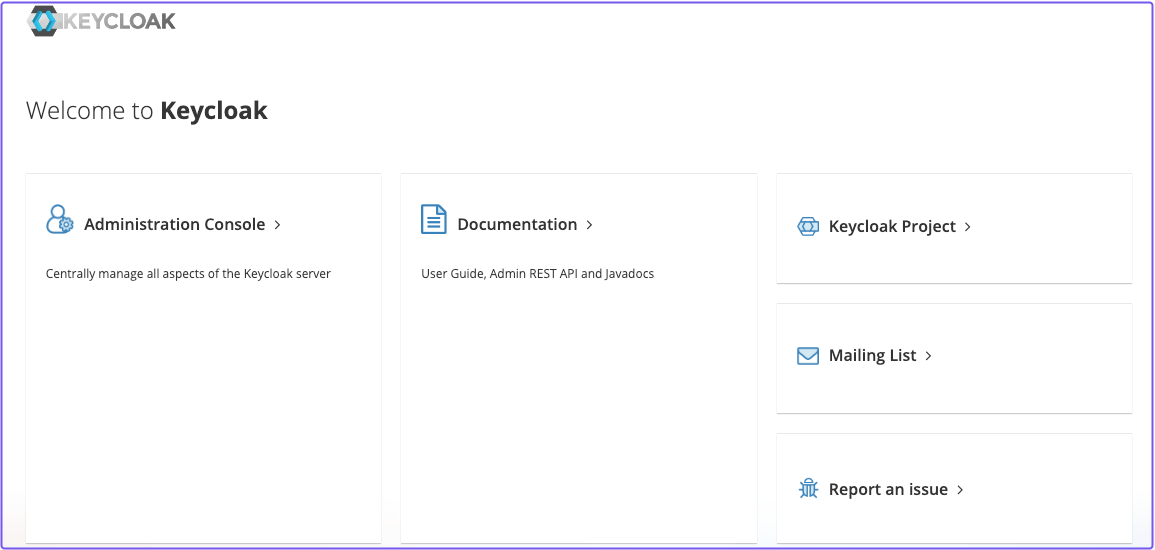 KEYCLOAK
Welcome to Keycloak
Administration Console
Centrally manage all aspects of the Keycloak server
Documentation
User Guide, Admin REST API and Javadocs
Keycloak Project
Mailing List
Report an issue